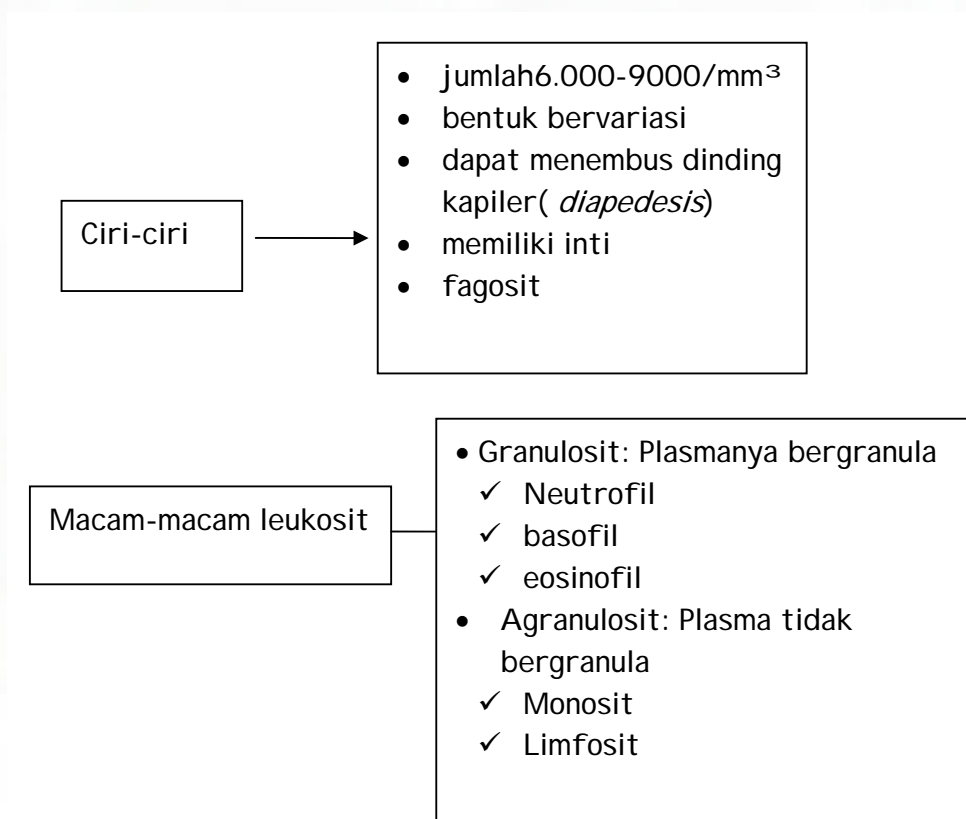 Ciri-ciri
• jumlah6.000-9000/mm³
• bentuk bervariasi
• dapat menembus dinding
kapiler( diapedesis)
• memiliki inti
• fagosit
Macam-macam leukosit
• Granulosit: Plasmanya bergranula
✓ Neutrofil
✓ basofil
✓ eosinofil
• Agranulosit: Plasma tidak
bergranula
✓ Monosit
✓ Limfosit